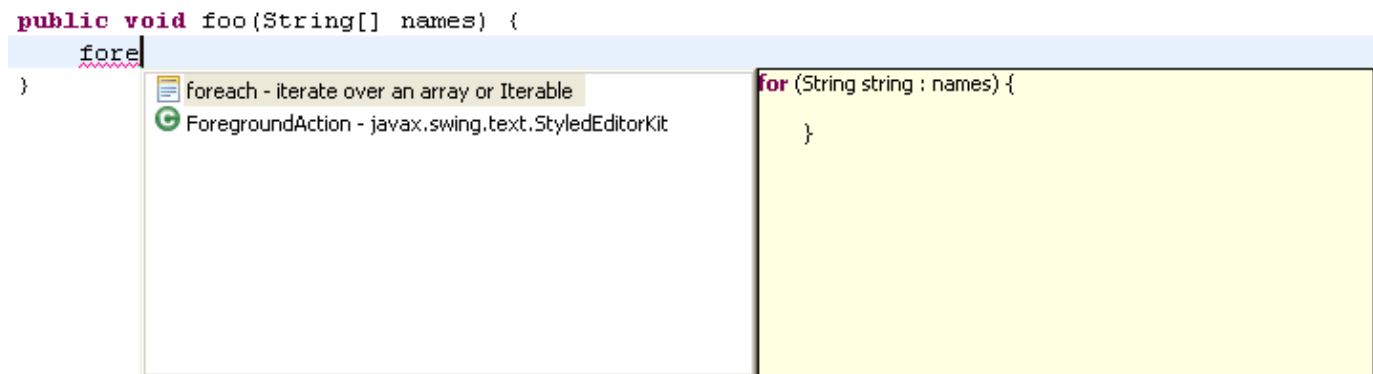 public void foo(String[] names) {
fore
}
foreach - iterate over an array or Iterable
ForegroundAction - javax.swing.text.StyledEditorKit
for (String string : names) {
}